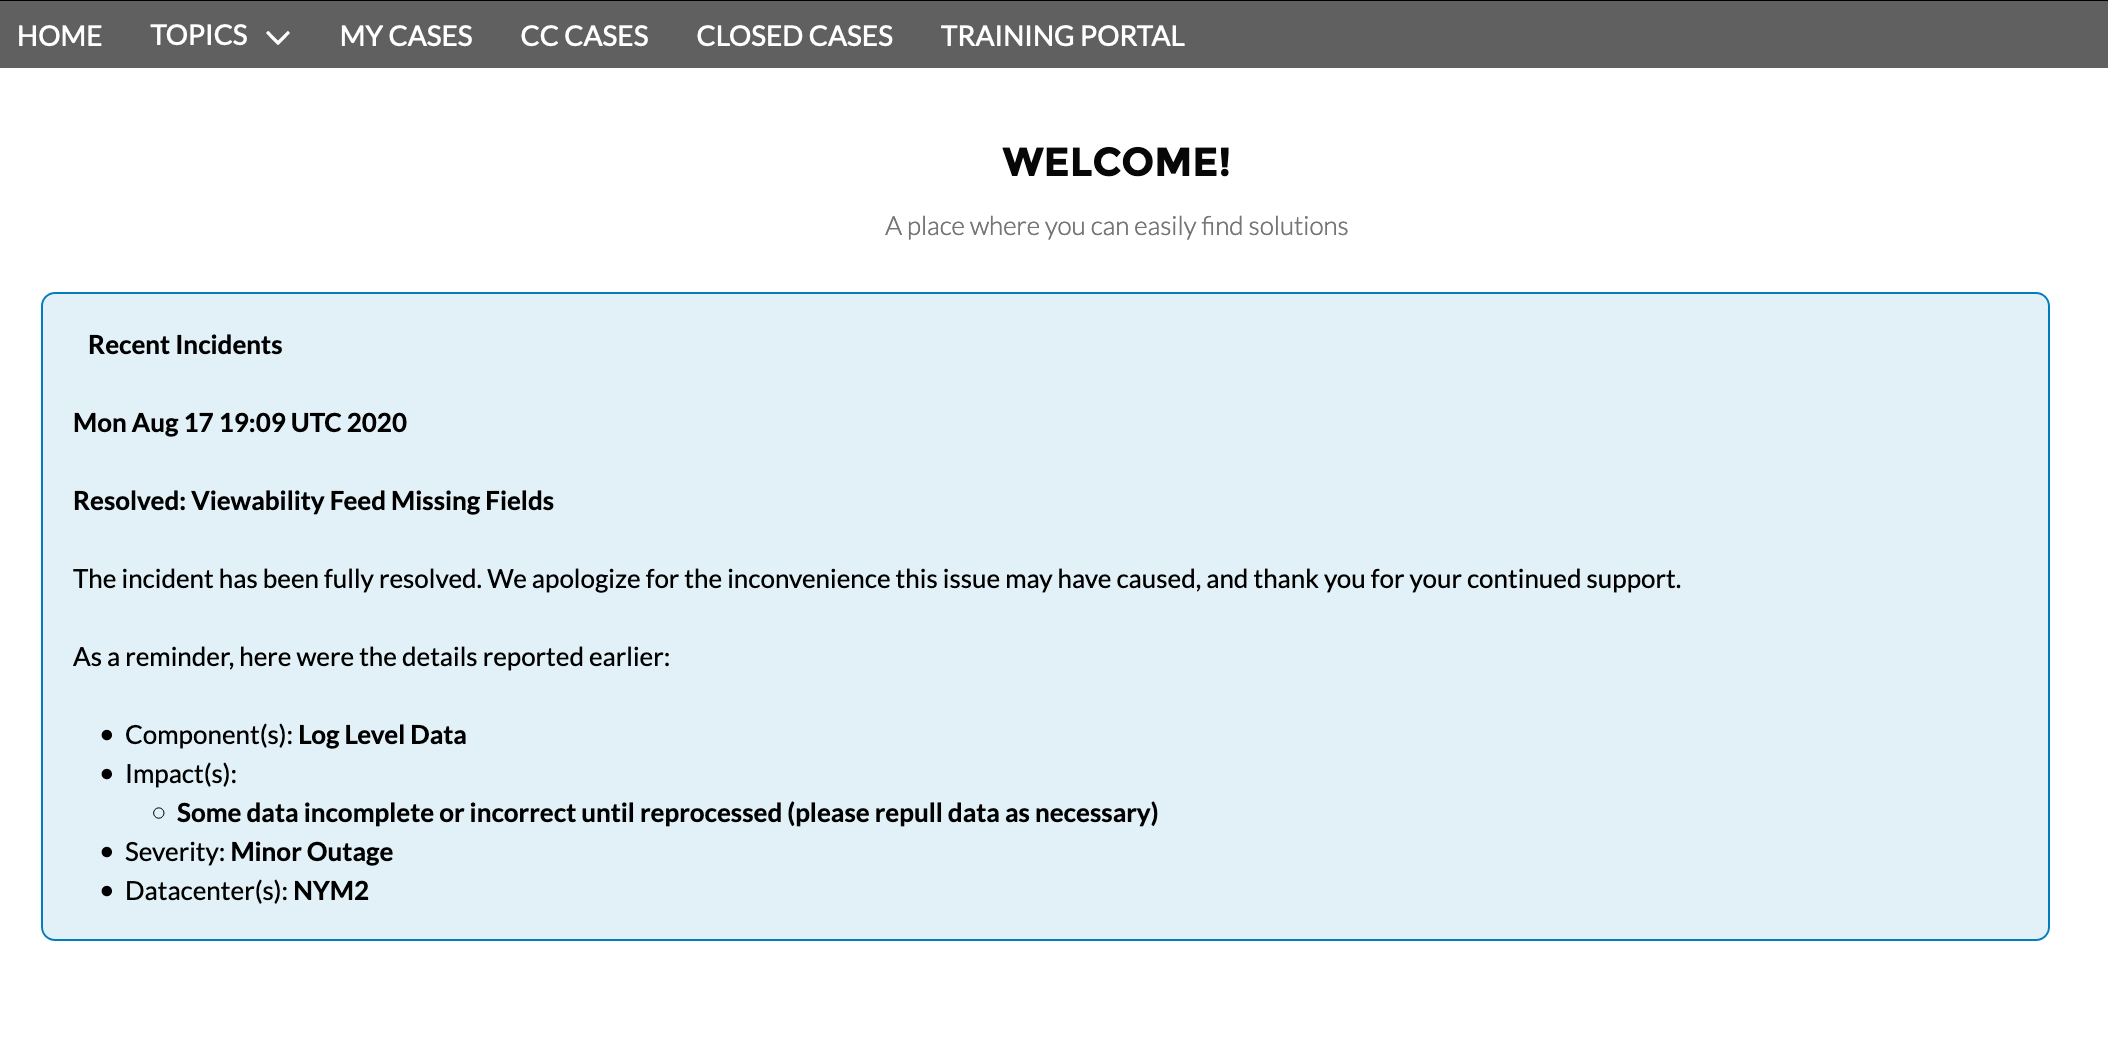 HOME TOPICS MY CASES CC CASES CLOSED CASES TRAINING PORTAL
WELCOME!
A place where you can easily find solutions
Recent Incidents
Mon Aug 17 19:09 UTC 2020
Resolved: Viewability Feed Missing Fields
The incident has been fully resolved. We apologize for the inconvenience this issue may have caused, and thank you for your continued support.
As a reminder, here were the details reported earlier:
Component(s): Log Level Data
Impact(s):
Some data incomplete or incorrect until reprocessed (please repull data as necessary)
Severity: Minor Outage
Datacenter(s): NYM2